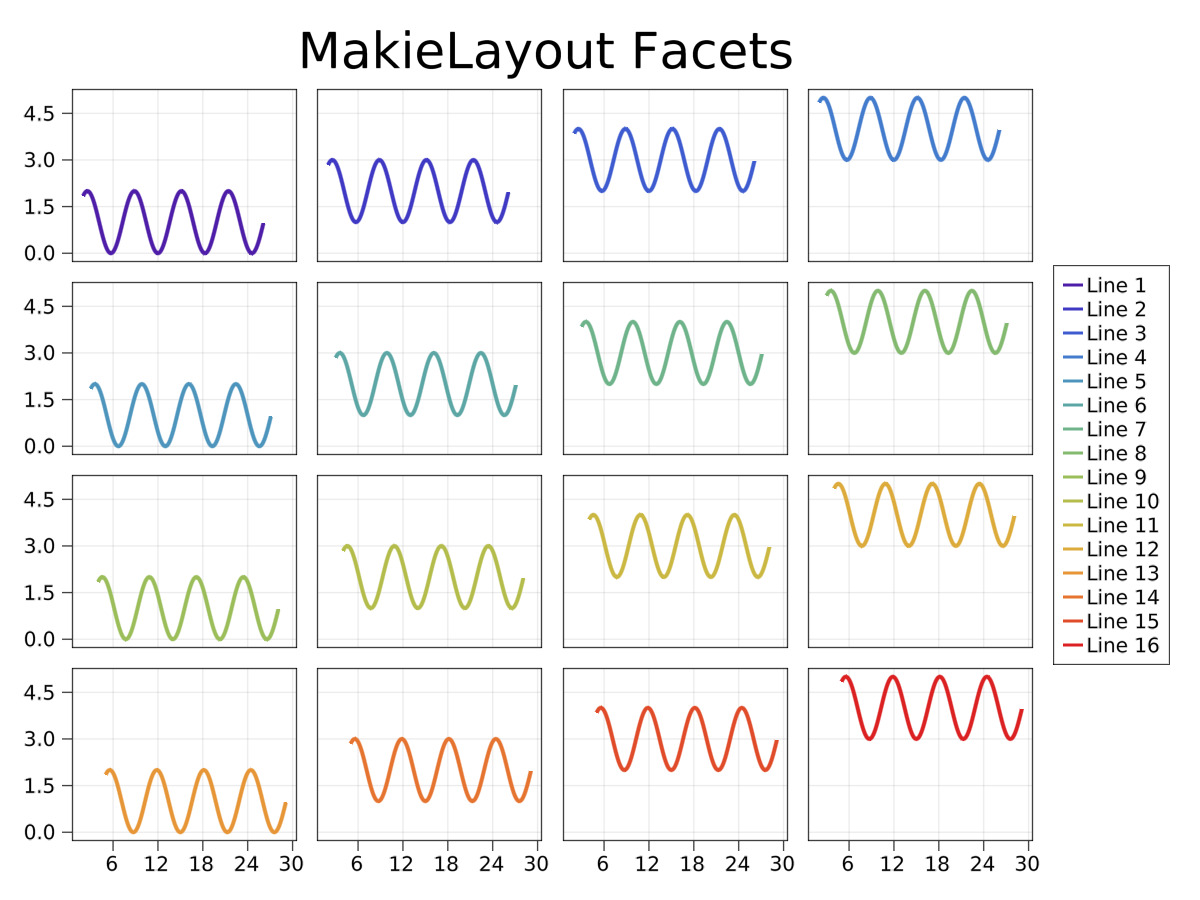 MakieLayout Facets
4.5
3.0
1.5
0.0
4.5
3.0
1.5
0.0
4.5
3.0
1.5
0.0
4.5
3.0
1.5
0.0
6 12 18 24 30
6 12 18 24 30
6 12 18 24 30
6 12 18 24 30
Line 1
Line 2
Line 3
Line 4
Line 5
Line 6
Line 7
Line 8
Line 9
Line 10
Line 11
Line 12
Line 13
Line 14
Line 15
Line 16